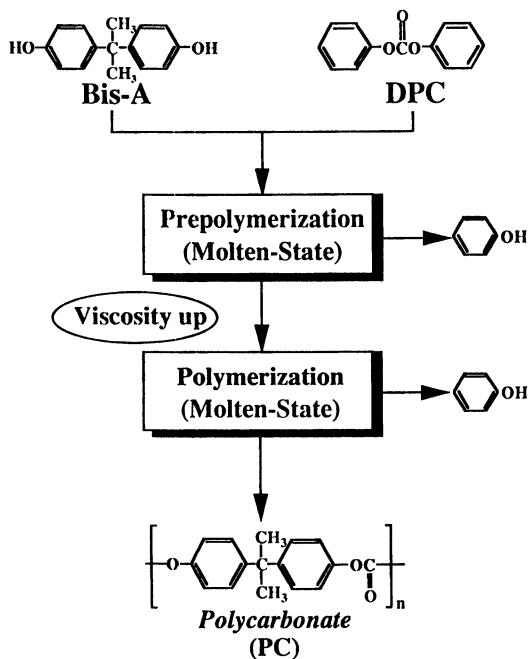 HO
CH3
C
CH3
OH
Bis-A
O
OCO
DPC
Prepolymerization
(Molten-State)
OH
Viscosity up
Polymerization
(Molten-State)
OH
O
CH3
C
CH3
OC
O
n
Polycarbonate
(PC)